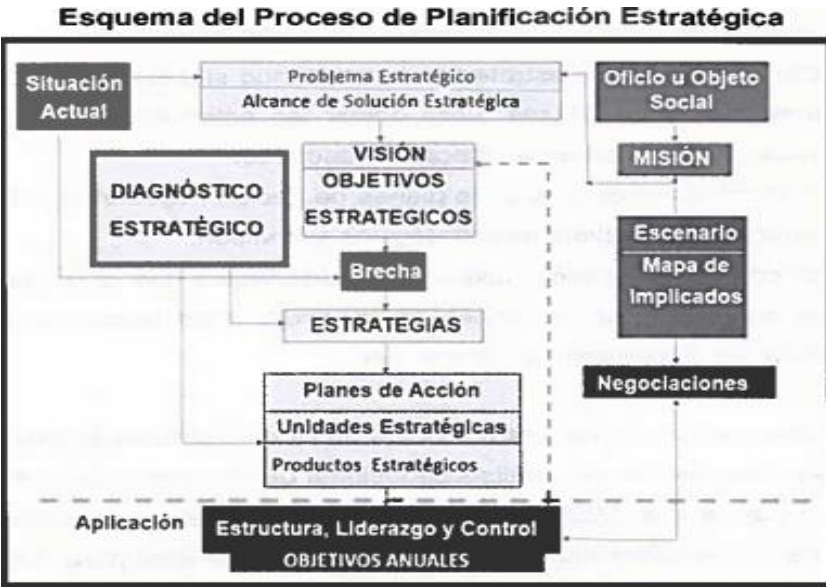 Esquema del Proceso de Planificación Estratégica
Situación
Actual
Problema Estratégico
Alcance de Solución Estratégica
Oficio u Objeto
Social
DIAGNÓSTICO
ESTRATÉGICO
VISIÓN
OBJETIVOS
ESTRATEGICOS
MISIÓN
Brecha
Escenario
Mapa de
Implicados
ESTRATEGIAS
Negociaciones
Planes de Acción
Unidades Estratégicas
Productos Estratégicos
Aplicación
Estructura, Liderazgo y Control
OBJETIVOS ANUALES